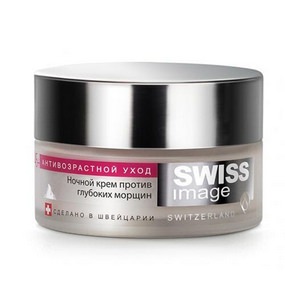 АНТИВОЗРАСТНОЙ УХОД
Ночной крем против
глубоких морщин
СДЕЛАНО В ШВЕЙЦАРИИ
SWISS
image
SWITZERLAND